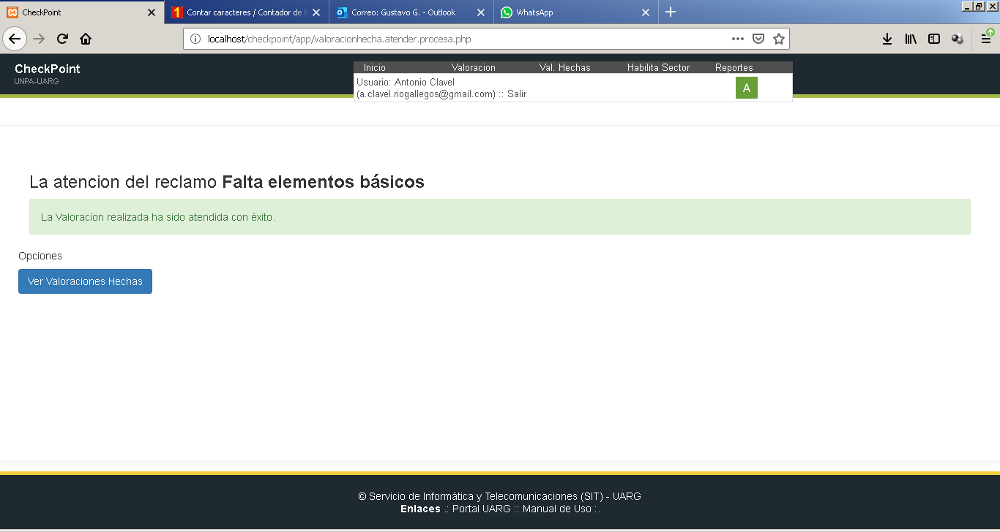 CheckPoint
Contar caracteres / Contador de l
Correo: Gustavo G. - Outlook
WhatsApp
localhost/checkpoint/app/valoracionhecha.atender.procesa.php
CheckPoint
UNPA-UARG
Inicio Valoracion Val. Hechas Habilita Sector Reportes
Usuario: Antonio Clavel
(a.clavel.riogallegos@gmail.com) :: Salir
A
La atencion del reclamo Falta elementos básicos
La Valoracion realizada ha sido atendida con éxito.
Opciones
Ver Valoraciones Hechas
© Servicio de Informática y Telecomunicaciones (SIT) - UARG
Enlaces .: Portal UARG :: Manual de Uso :.